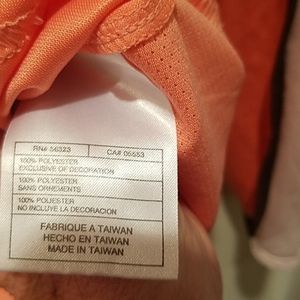 RN# 56323 CA# 05553
100% POLYESTER
EXCLUSIVE OF DECORATION
100% POLYESTER
SANS ORNEMENTS
100% POLIESTER
NO INCLUYE LA DECORACION
FABRIQUE A TAIWAN
HECHO EN TAIWAN
MADE IN TAIWAN